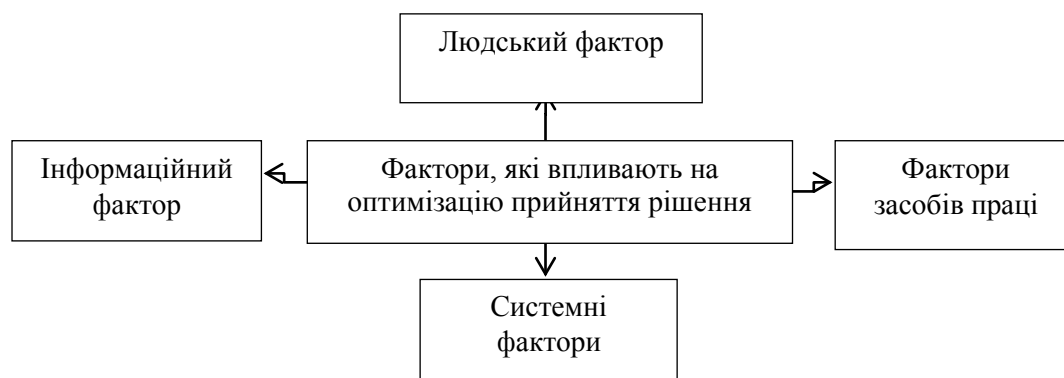 Людський фактор
Інформаційний
фактор
Фактори, які впливають на
оптимізацію прийняття рішення
Фактори
засобів праці
Системні
фактори